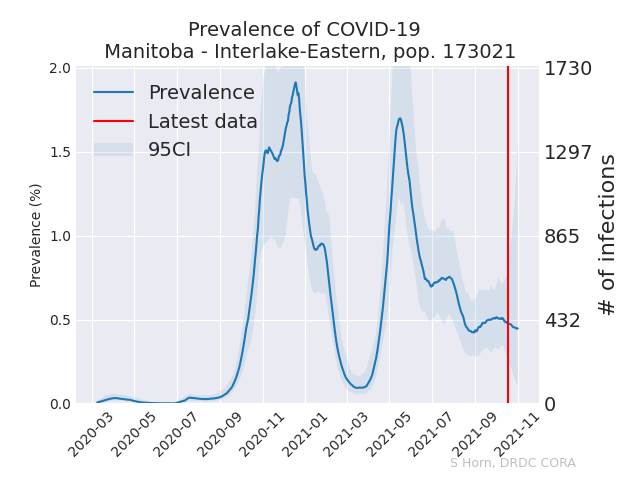 Prevalence of COVID-19
Manitoba - Interlake-Eastern, pop. 173021
Prevalence
Latest data
95CI
2.0
1.5
1.0
0.5
0.0
Prevalence (%)
1730
1297
865
432
0
# of infections
2020-03
2020-05
2020-07
2020-09
2020-11
2021-01
2021-03
2021-05
2021-07
2021-09
2021-11
S Horn, DRDC CORA